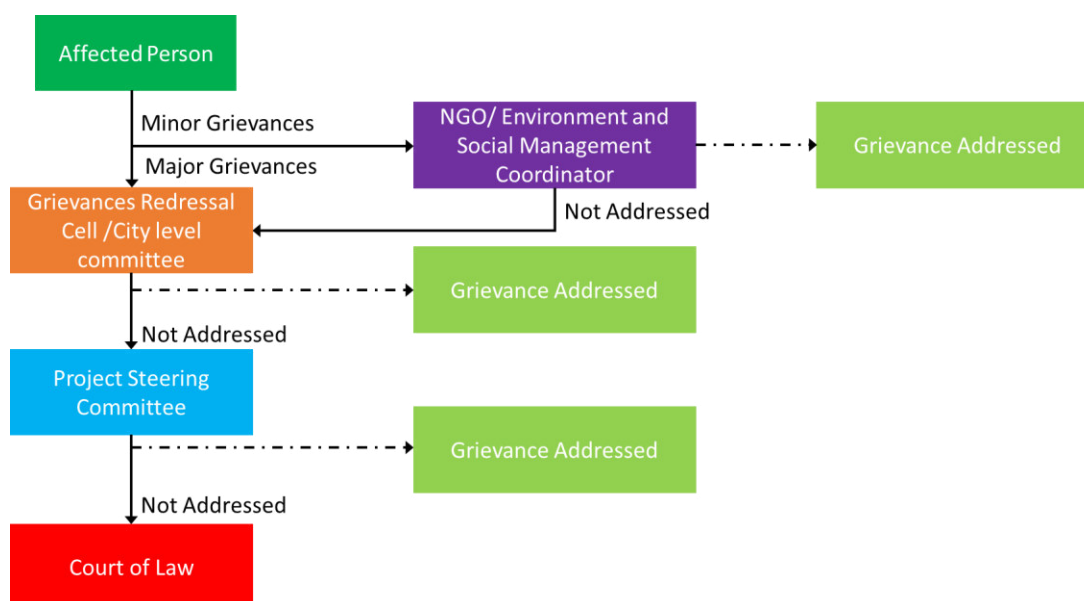 Affected Person
Minor Grievances
Major Grievances
NGO/ Environment and
Social Management
Coordinator
Grievance Addressed
Not Addressed
Grievances Redressal
Cell /City level
committee
Grievance Addressed
Not Addressed
Project Steering
Committee
Grievance Addressed
Not Addressed
Court of Law